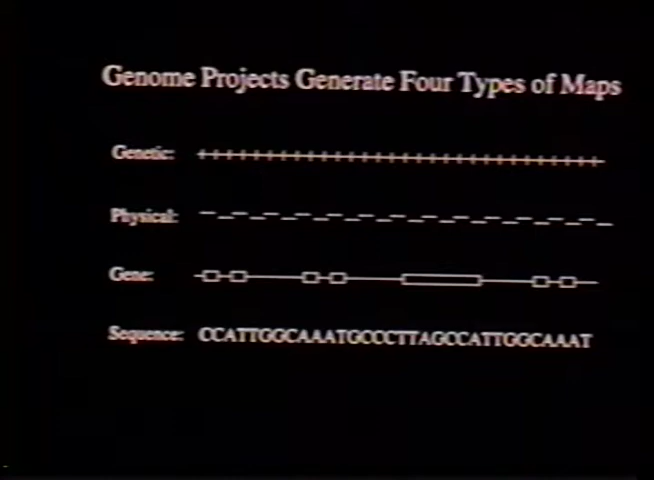 Genome Projects Generate Four Types of Maps
Genetic:
Physical:
Gene:
Sequence: CCATTGGCAAATGCCCTTAGCCATTGGCAAAT